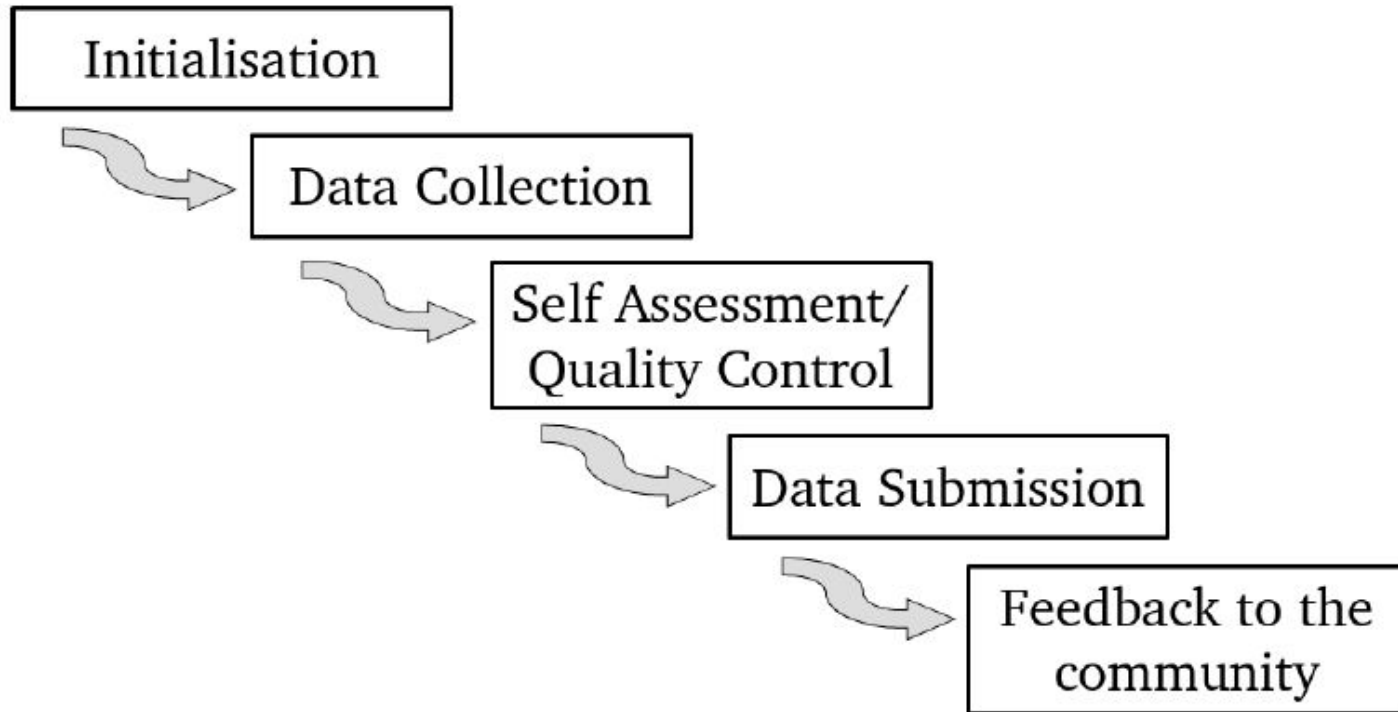 Initialisation
Data Collection
Self Assessment/
Quality Control
Data Submission
Feedback to the
community